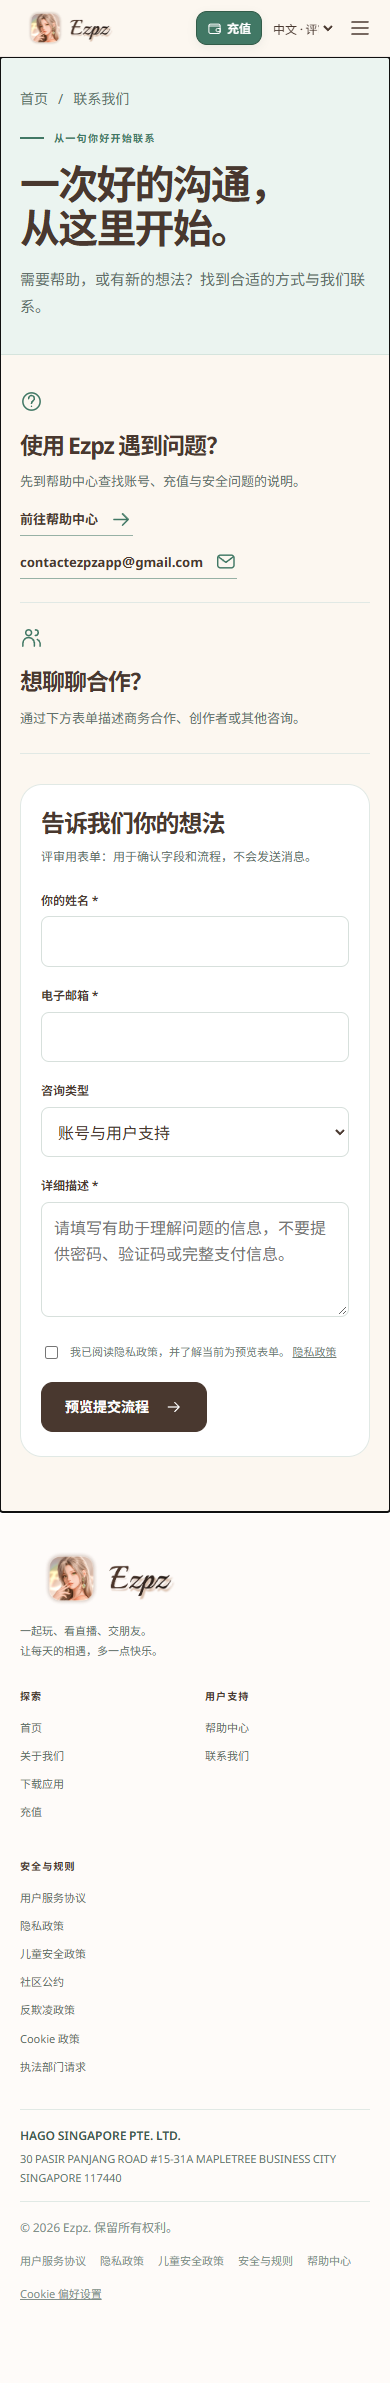 Ezpz
充值
中文 · 评
首页 / 联系我们
从一句你好开始联系
一次好的沟通，
从这里开始。
需要帮助，或有新的想法？找到合适的方式与我们联
系。
使用 Ezpz 遇到问题？
先到帮助中心查找账号、充值与安全问题的说明。
前往帮助中心
contactezpzapp@gmail.com
想聊聊合作？
通过下方表单描述商务合作、创作者或其他咨询。
告诉我们你的想法
评审用表单：用于确认字段和流程，不会发送消息。
你的姓名 *
电子邮箱 *
咨询类型
账号与用户支持
详细描述 *
请填写有助于理解问题的信息，不要提
供密码、验证码或完整支付信息。
我已阅读隐私政策，并了解当前为预览表单。 隐私政策
预览提交流程
Ezpz
一起玩、看直播、交朋友。
让每天的相遇，多一点快乐。
探索
首页
关于我们
下载应用
充值
用户支持
帮助中心
联系我们
安全与规则
用户服务协议
隐私政策
儿童安全政策
社区公约
反欺凌政策
Cookie 政策
执法部门请求
HAGO SINGAPORE PTE. LTD.
30 PASIR PANJANG ROAD #15-31A MAPLETREE BUSINESS CITY
SINGAPORE 117440
© 2026 Ezpz. 保留所有权利。
用户服务协议 隐私政策 儿童安全政策 安全与规则 帮助中心
Cookie 偏好设置